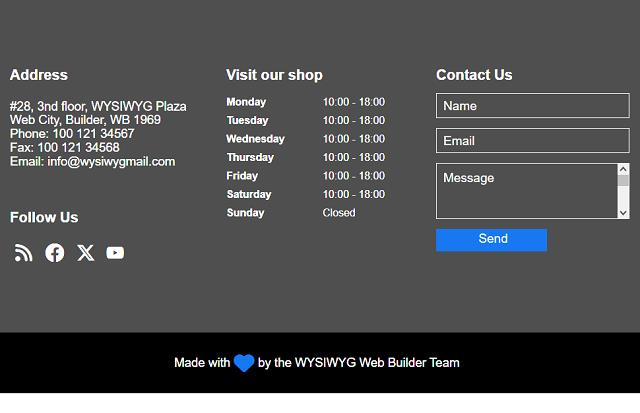 Address
#28, 3nd floor, WYSIWYG Plaza
Web City, Builder, WB 1969
Phone: 100 121 34567
Fax: 100 121 34568
Email: info@wysiwygmail.com
Follow Us
Visit our shop
Monday 10:00 - 18:00
Tuesday 10:00 - 18:00
Wednesday 10:00 - 18:00
Thursday 10:00 - 18:00
Friday 10:00 - 18:00
Saturday 10:00 - 18:00
Sunday Closed
Contact Us
Name
Email
Message
Send
Made with by the WYSIWYG Web Builder Team